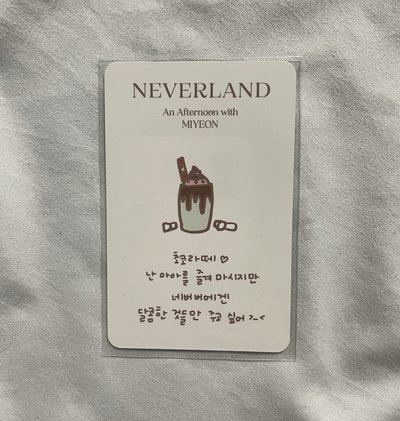 NEVERLAND
An Afternoon with
MIYEON
초코라떼 ♡
난 아아를 즐겨 마시지만
네버버에겐
달콤한 것들만 주고 싶어 >_<